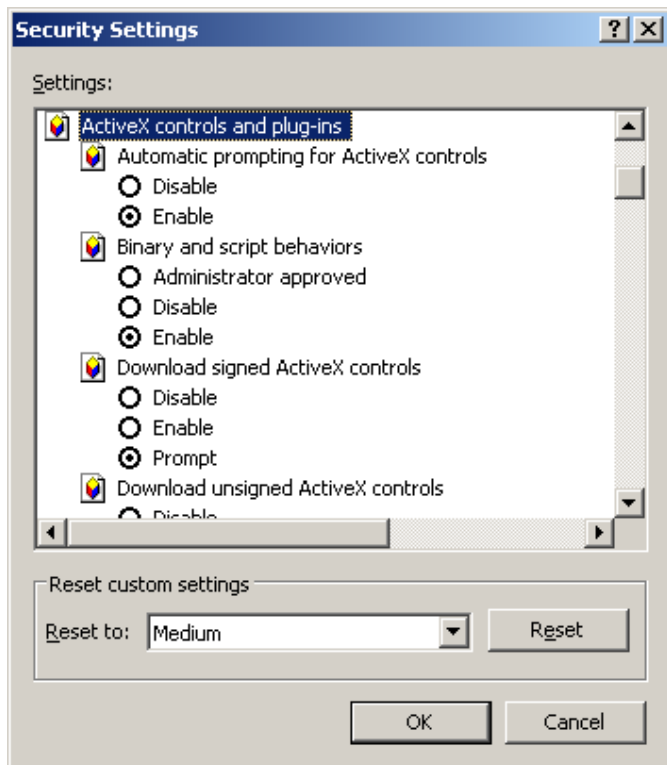 Security Settings
Settings:
ActiveX controls and plug-ins
Automatic prompting for ActiveX controls
Disable
Enable
Binary and script behaviors
Administrator approved
Disable
Enable
Download signed ActiveX controls
Disable
Enable
Prompt
Download unsigned ActiveX controls
Disable
Reset custom settings
Reset to: Medium Reset
OK Cancel